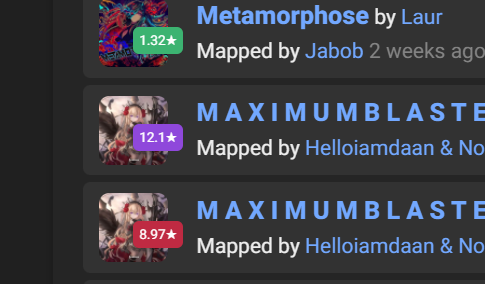 Metamorphose by Laur
1.32★
Mapped by Jabob 2 weeks ago
M A X I M U M B L A S T E
12.1★
Mapped by Helloiamdaan & No
M A X I M U M B L A S T E
8.97★
Mapped by Helloiamdaan & No